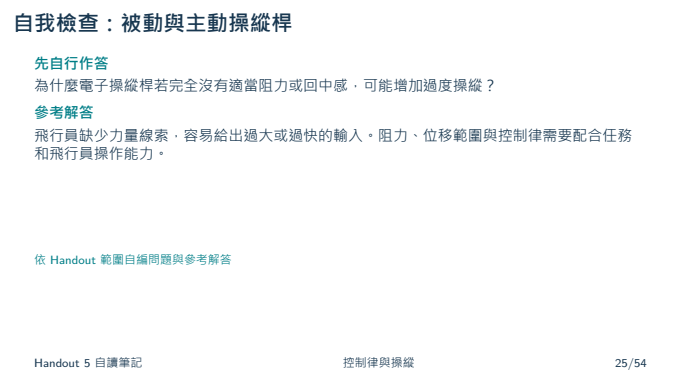 自我檢查：被動與主動操縱桿
先自行作答
為什麼電子操縱桿若完全沒有適當阻力或回中感，可能增加過度操縱？
參考解答
飛行員缺少力量線索，容易給出過大或過快的輸入。阻力、位移範圍與控制律需要配合任務
和飛行員操作能力。
依 Handout 範圍自編問題與參考解答
Handout 5 自讀筆記
控制律與操縱
25/54